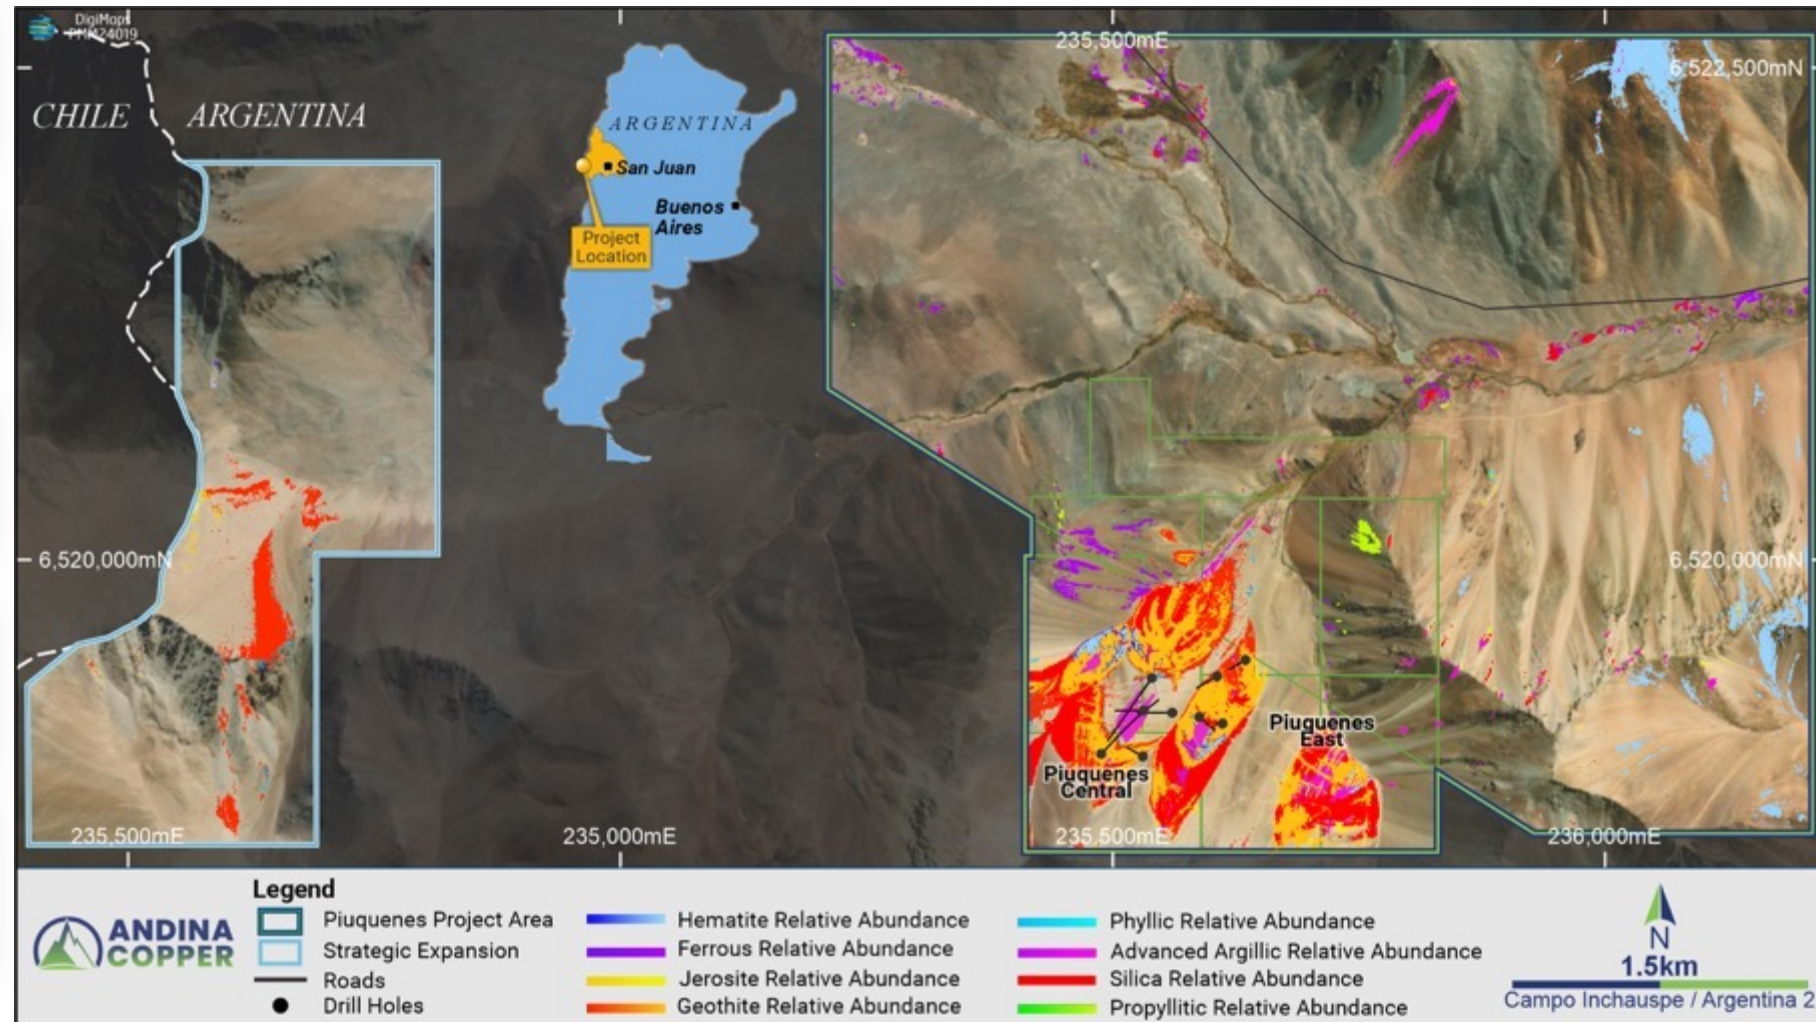 DigiMaps
PMM24019
235,500mE
6,522,500mN
CHILE
ARGENTINA
ARGENTINA
San Juan
Buenos
Aires
Project
Location
6,520,000mN
6,520,000mN
Piuquenes
Central
Piuquenes
East
235,500mE
235,000mE
235,500mE
236,000mE
Legend
ANDINA
COPPER
Piuquenes Project Area
Strategic Expansion
Roads
Drill Holes
Hematite Relative Abundance
Ferrous Relative Abundance
Jerosite Relative Abundance
Geothite Relative Abundance
Phyllic Relative Abundance
Advanced Argillic Relative Abundance
Silica Relative Abundance
Propyllitic Relative Abundance
N
1.5km
Campo Inchauspe / Argentina 2